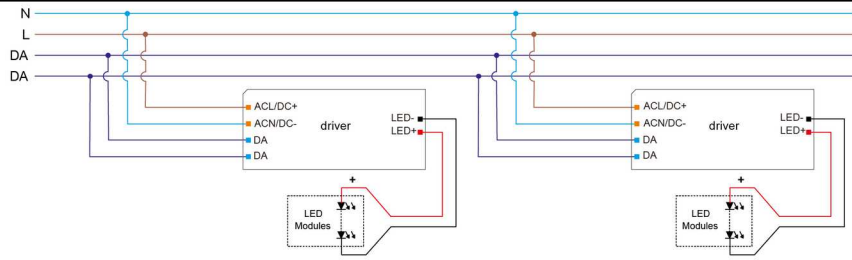 N
L
DA
DA
ACL/DC+
ACN/DC-
DA
DA
driver
LED-
LED+
+
LED
Modules
ACL/DC+
ACN/DC-
DA
DA
driver
LED-
LED+
+
LED
Modules